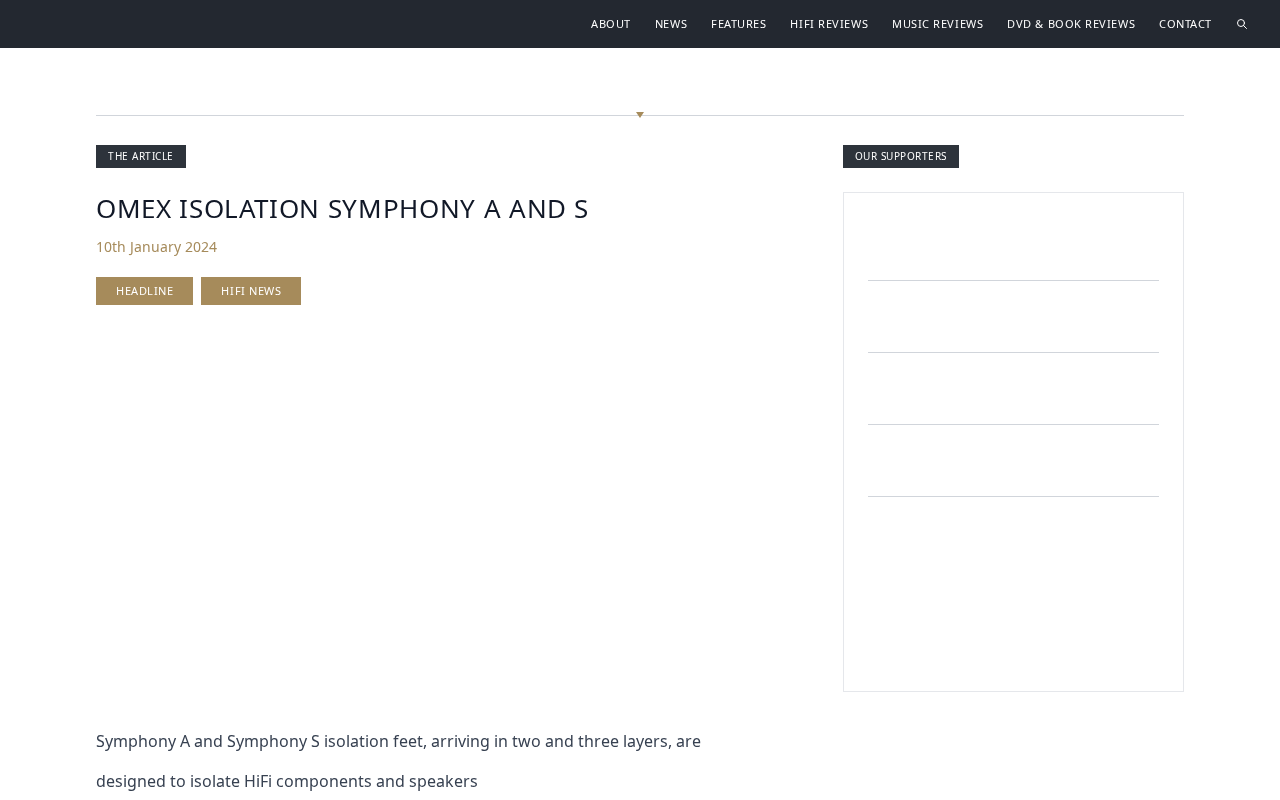 ABOUT NEWS FEATURES HIFI REVIEWS MUSIC REVIEWS DVD & BOOK REVIEWS CONTACT
THE ARTICLE
OMEX ISOLATION SYMPHONY A AND S
10th January 2024
HEADLINE HIFI NEWS
Symphony A and Symphony S isolation feet, arriving in two and three layers, are
designed to isolate HiFi components and speakers
OUR SUPPORTERS